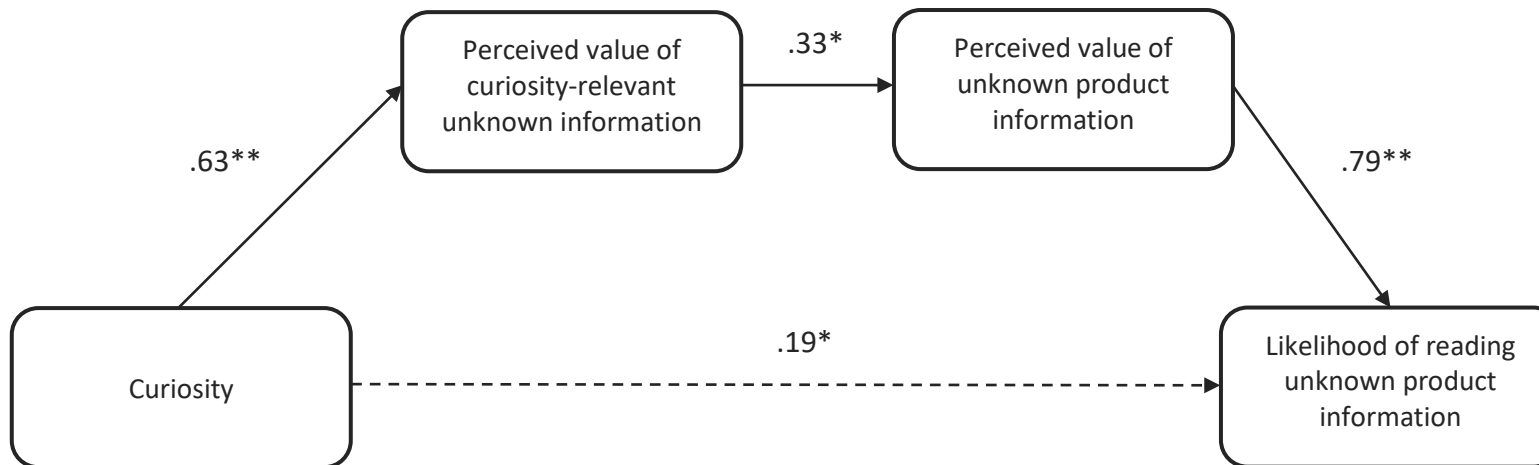 Perceived value of
curiosity-relevant
unknown information
.33*
Perceived value of
unknown product
information
.63**
.79**
Curiosity
.19*
Likelihood of reading
unknown product
information